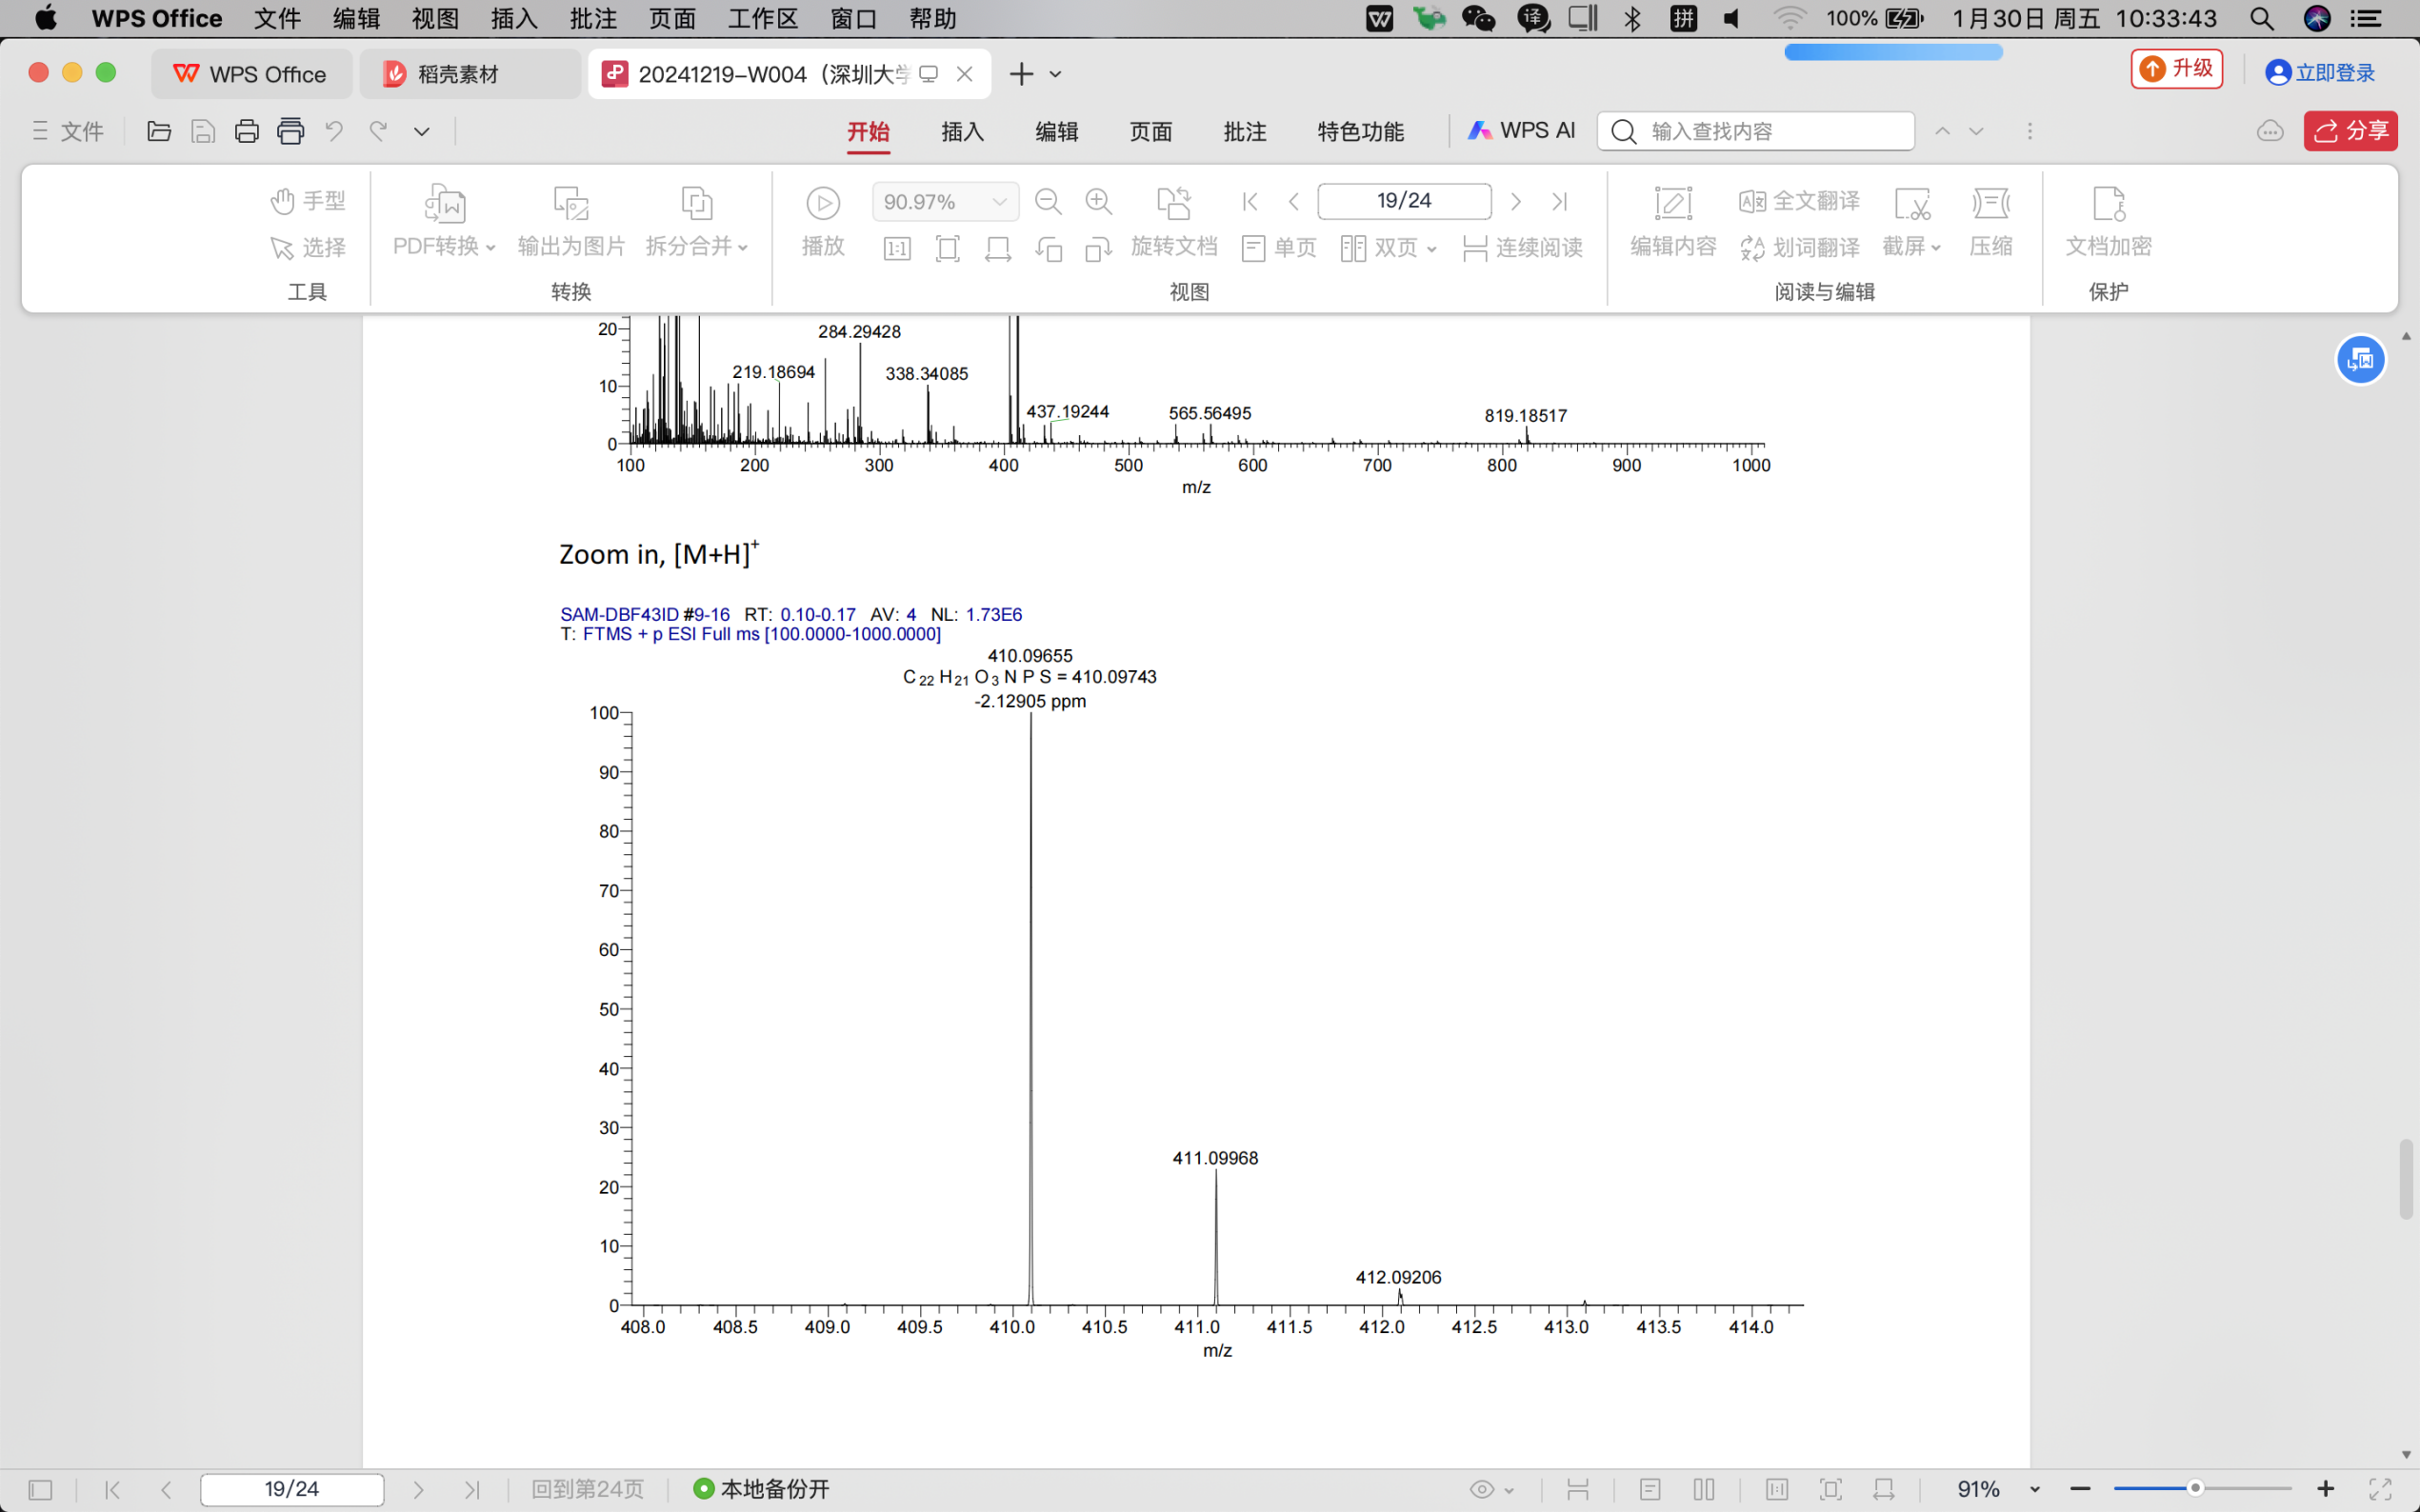 WPS Office 文件 编辑 视图 插入 批注 页面 工作区 窗口 帮助 译 拼 100% 1月30日 周五 10:33:43
WPS Office 稻壳素材 20241219-W004（深圳大学 升级 立即登录
文件 开始 插入 编辑 页面 批注 特色功能 WPS AI 输入查找内容 分享
手型 90.97% 19/24 全文翻译
选择 PDF转换 输出为图片 拆分合并 播放 1:1 旋转文档 单页 双页 连续阅读 编辑内容 划词翻译 截屏 压缩 文档加密
工具 转换 视图 阅读与编辑 保护
20 284.29428
219.18694 338.34085
10
437.19244 565.56495 819.18517
0
100 200 300 400 500 600 700 800 900 1000
m/z
Zoom in, [M+H]+
SAM-DBF43ID #9-16 RT: 0.10-0.17 AV: 4 NL: 1.73E6
T: FTMS + p ESI Full ms [100.0000-1000.0000]
410.09655
C 22 H 21 O 3 N P S = 410.09743
-2.12905 ppm
100
90
80
70
60
50
40
30
411.09968
20
10
412.09206
0
408.0 408.5 409.0 409.5 410.0 410.5 411.0 411.5 412.0 412.5 413.0 413.5 414.0
m/z
19/24 回到第24页 本地备份开 91%